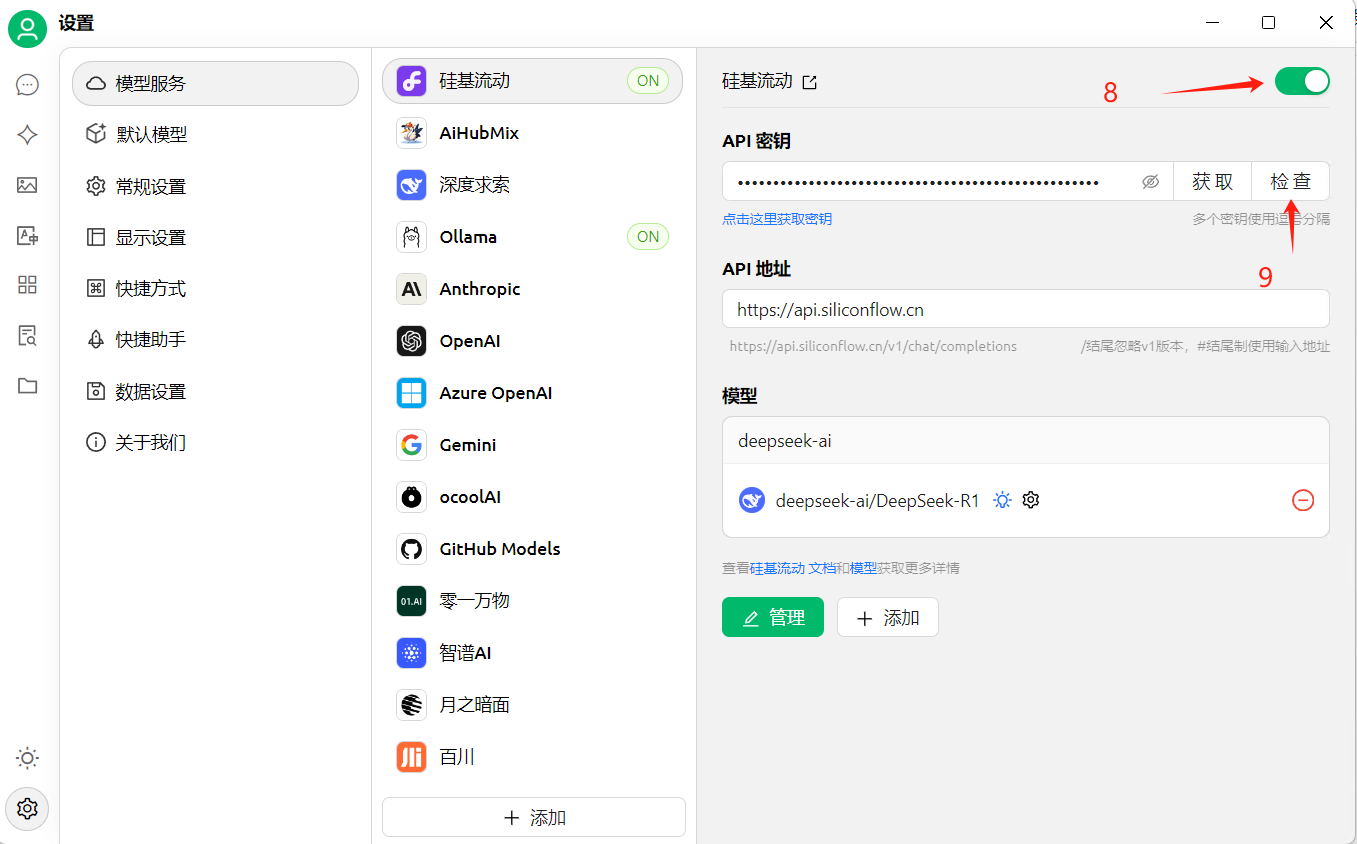 设置
模型服务
默认模型
常规设置
显示设置
快捷方式
快捷助手
数据设置
关于我们
硅基流动 ON
AiHubMix
深度求索
Ollama ON
Anthropic
OpenAI
Azure OpenAI
Gemini
ocoolAI
GitHub Models
01.AI 零一万物
智谱AI
月之暗面
百川
+ 添加
硅基流动
8
API 密钥
•••••••••••••••••••••••••••••••••••••••••••••••••••
获取 检查
点击这里获取密钥 多个密钥使用逗号分隔
9
API 地址
https://api.siliconflow.cn
https://api.siliconflow.cn/v1/chat/completions /结尾忽略v1版本，#结尾制使用输入地址
模型
deepseek-ai
deepseek-ai/DeepSeek-R1
查看硅基流动 文档和模型获取更多详情
管理 + 添加